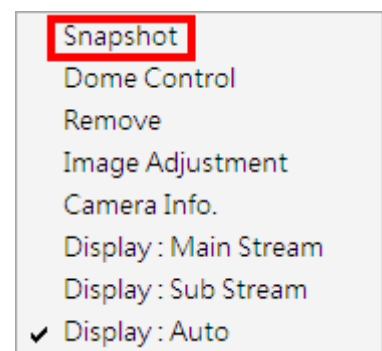 Snapshot
Dome Control
Remove
Image Adjustment
Camera Info.
Display : Main Stream
Display : Sub Stream
✓ Display : Auto